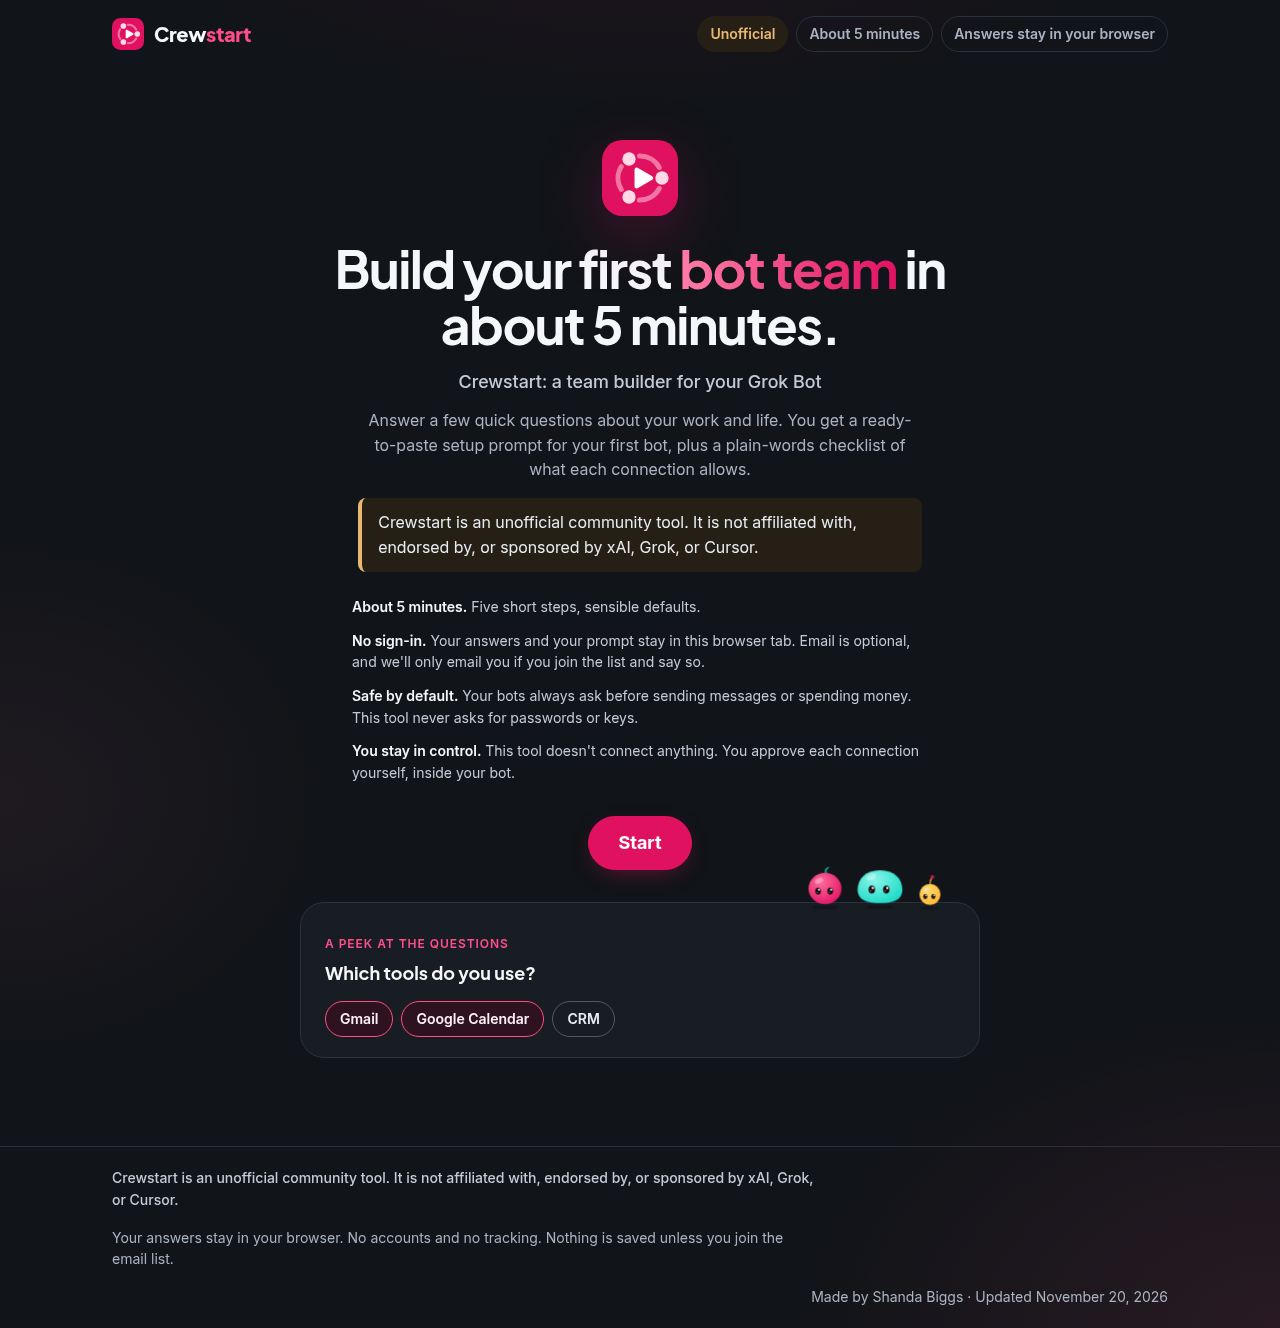 Crewstart
Unofficial
About 5 minutes
Answers stay in your browser
Build your first bot team in
about 5 minutes.
Crewstart: a team builder for your Grok Bot
Answer a few quick questions about your work and life. You get a ready-
to-paste setup prompt for your first bot, plus a plain-words checklist of
what each connection allows.
Crewstart is an unofficial community tool. It is not affiliated with,
endorsed by, or sponsored by xAI, Grok, or Cursor.
About 5 minutes. Five short steps, sensible defaults.
No sign-in. Your answers and your prompt stay in this browser tab. Email is optional,
and we'll only email you if you join the list and say so.
Safe by default. Your bots always ask before sending messages or spending money.
This tool never asks for passwords or keys.
You stay in control. This tool doesn't connect anything. You approve each connection
yourself, inside your bot.
Start
A PEEK AT THE QUESTIONS
Which tools do you use?
Gmail
Google Calendar
CRM
Crewstart is an unofficial community tool. It is not affiliated with, endorsed by, or sponsored by xAI, Grok,
or Cursor.
Your answers stay in your browser. No accounts and no tracking. Nothing is saved unless you join the
email list.
Made by Shanda Biggs · Updated November 20, 2026